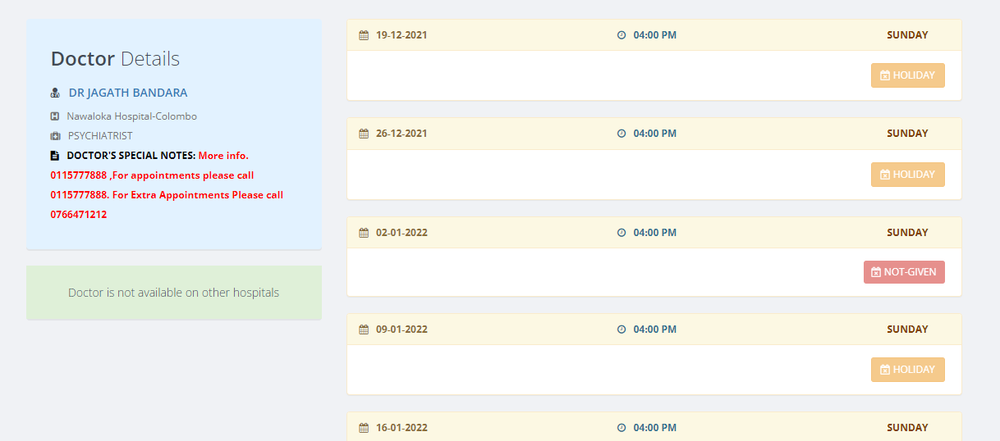 Doctor Details
DR JAGATH BANDARA
Nawaloka Hospital-Colombo
PSYCHIATRIST
DOCTOR'S SPECIAL NOTES: More info.
0115777888 ,For appointments please call
0115777888. For Extra Appointments Please call
0766471212
Doctor is not available on other hospitals
19-12-2021 04:00 PM SUNDAY
HOLIDAY
26-12-2021 04:00 PM SUNDAY
HOLIDAY
02-01-2022 04:00 PM SUNDAY
NOT-GIVEN
09-01-2022 04:00 PM SUNDAY
HOLIDAY
16-01-2022 04:00 PM SUNDAY